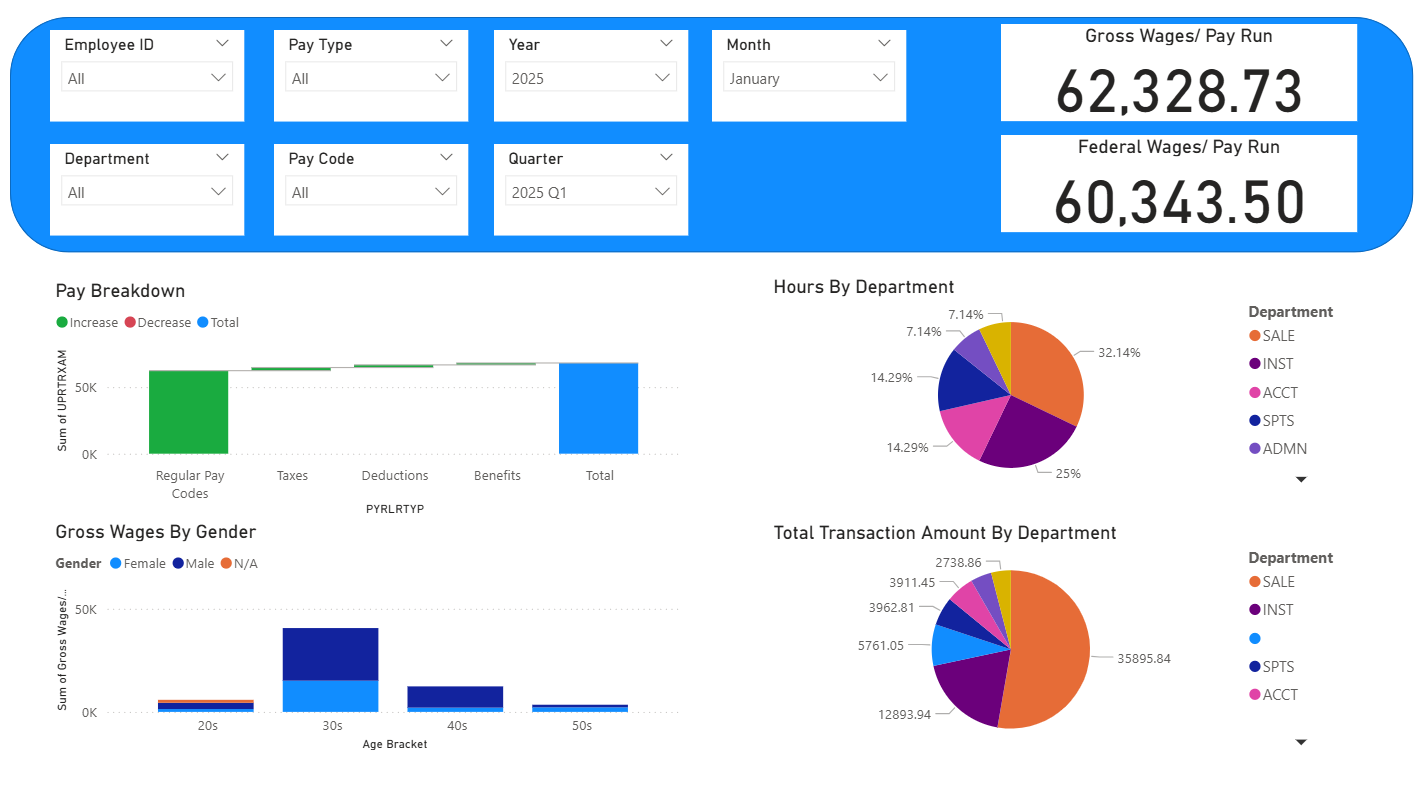 Employee ID
All
Pay Type
All
Year
2025
Month
January
Gross Wages/ Pay Run
62,328.73
Department
All
Pay Code
All
Quarter
2025 Q1
Federal Wages/ Pay Run
60,343.50
Pay Breakdown
Increase Decrease Total
Sum of UPRTRXAM
50K
0K
Regular Pay
Codes
Taxes
Deductions
Benefits
Total
PYRLRTYP
Hours By Department
7.14%
7.14%
14.29%
14.29%
32.14%
25%
Department
SALE
INST
ACCT
SPTS
ADMN
Gross Wages By Gender
Gender Female Male N/A
Sum of Gross Wages/...
50K
0K
20s
30s
40s
50s
Age Bracket
Total Transaction Amount By Department
2738.86
3911.45
3962.81
5761.05
12893.94
35895.84
Department
SALE
INST
SPTS
ACCT